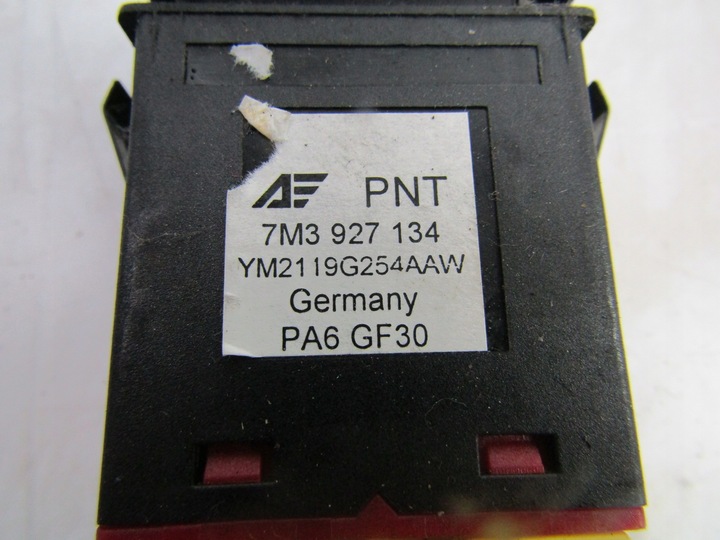 AE PNT
7M3 927 134
YM2119G254AAW
Germany
PA6 GF30